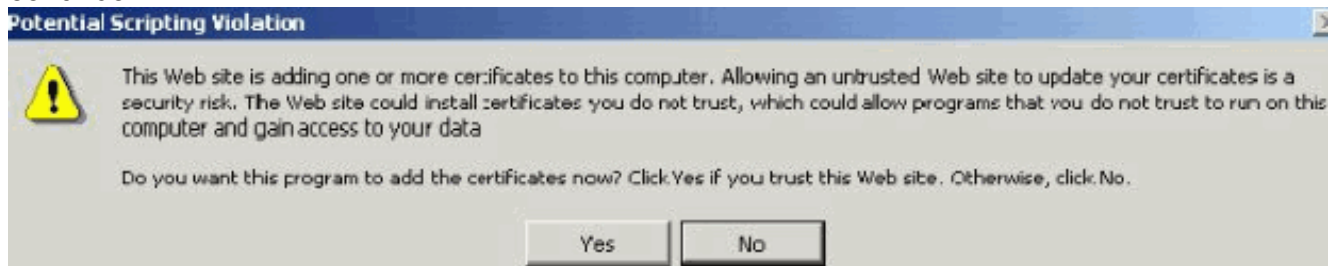 Potential Scripting Violation
This Web site is adding one or more certificates to this computer. Allowing an untrusted Web site to update your certificates is a
security risk. The Web site could install certificates you do not trust, which could allow programs that you do not trust to run on this
computer and gain access to your data
Do you want this program to add the certificates now? Click Yes if you trust this Web site. Otherwise, click No.
Yes
No